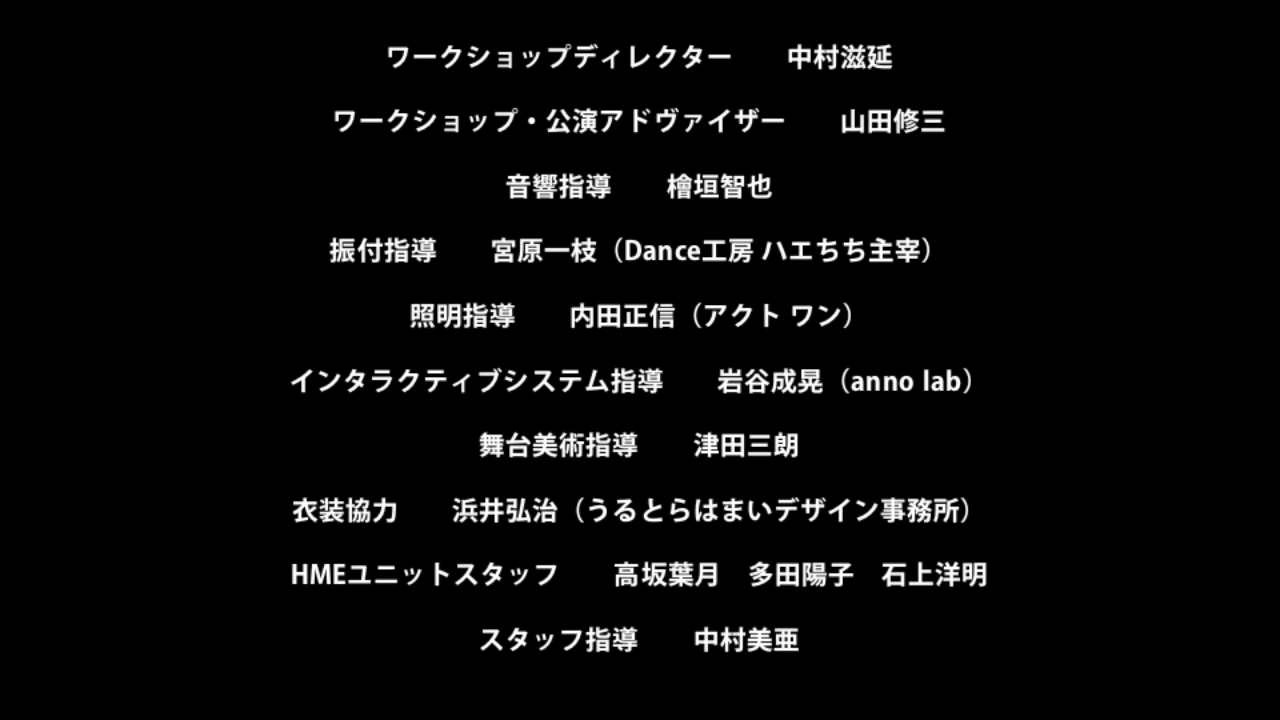 ワークショップディレクター　　中村滋延
ワークショップ・公演アドヴァイザー　　山田修三
音響指導　　檜垣智也
振付指導　　宮原一枝（Dance工房 ハエちち主宰）
照明指導　　内田正信（アクト ワン）
インタラクティブシステム指導　　岩谷成晃（anno lab）
舞台美術指導　　津田三朗
衣装協力　　浜井弘治（うるとらはまいデザイン事務所）
HMEユニットスタッフ　　高坂葉月　多田陽子　石上洋明
スタッフ指導　　中村美亜